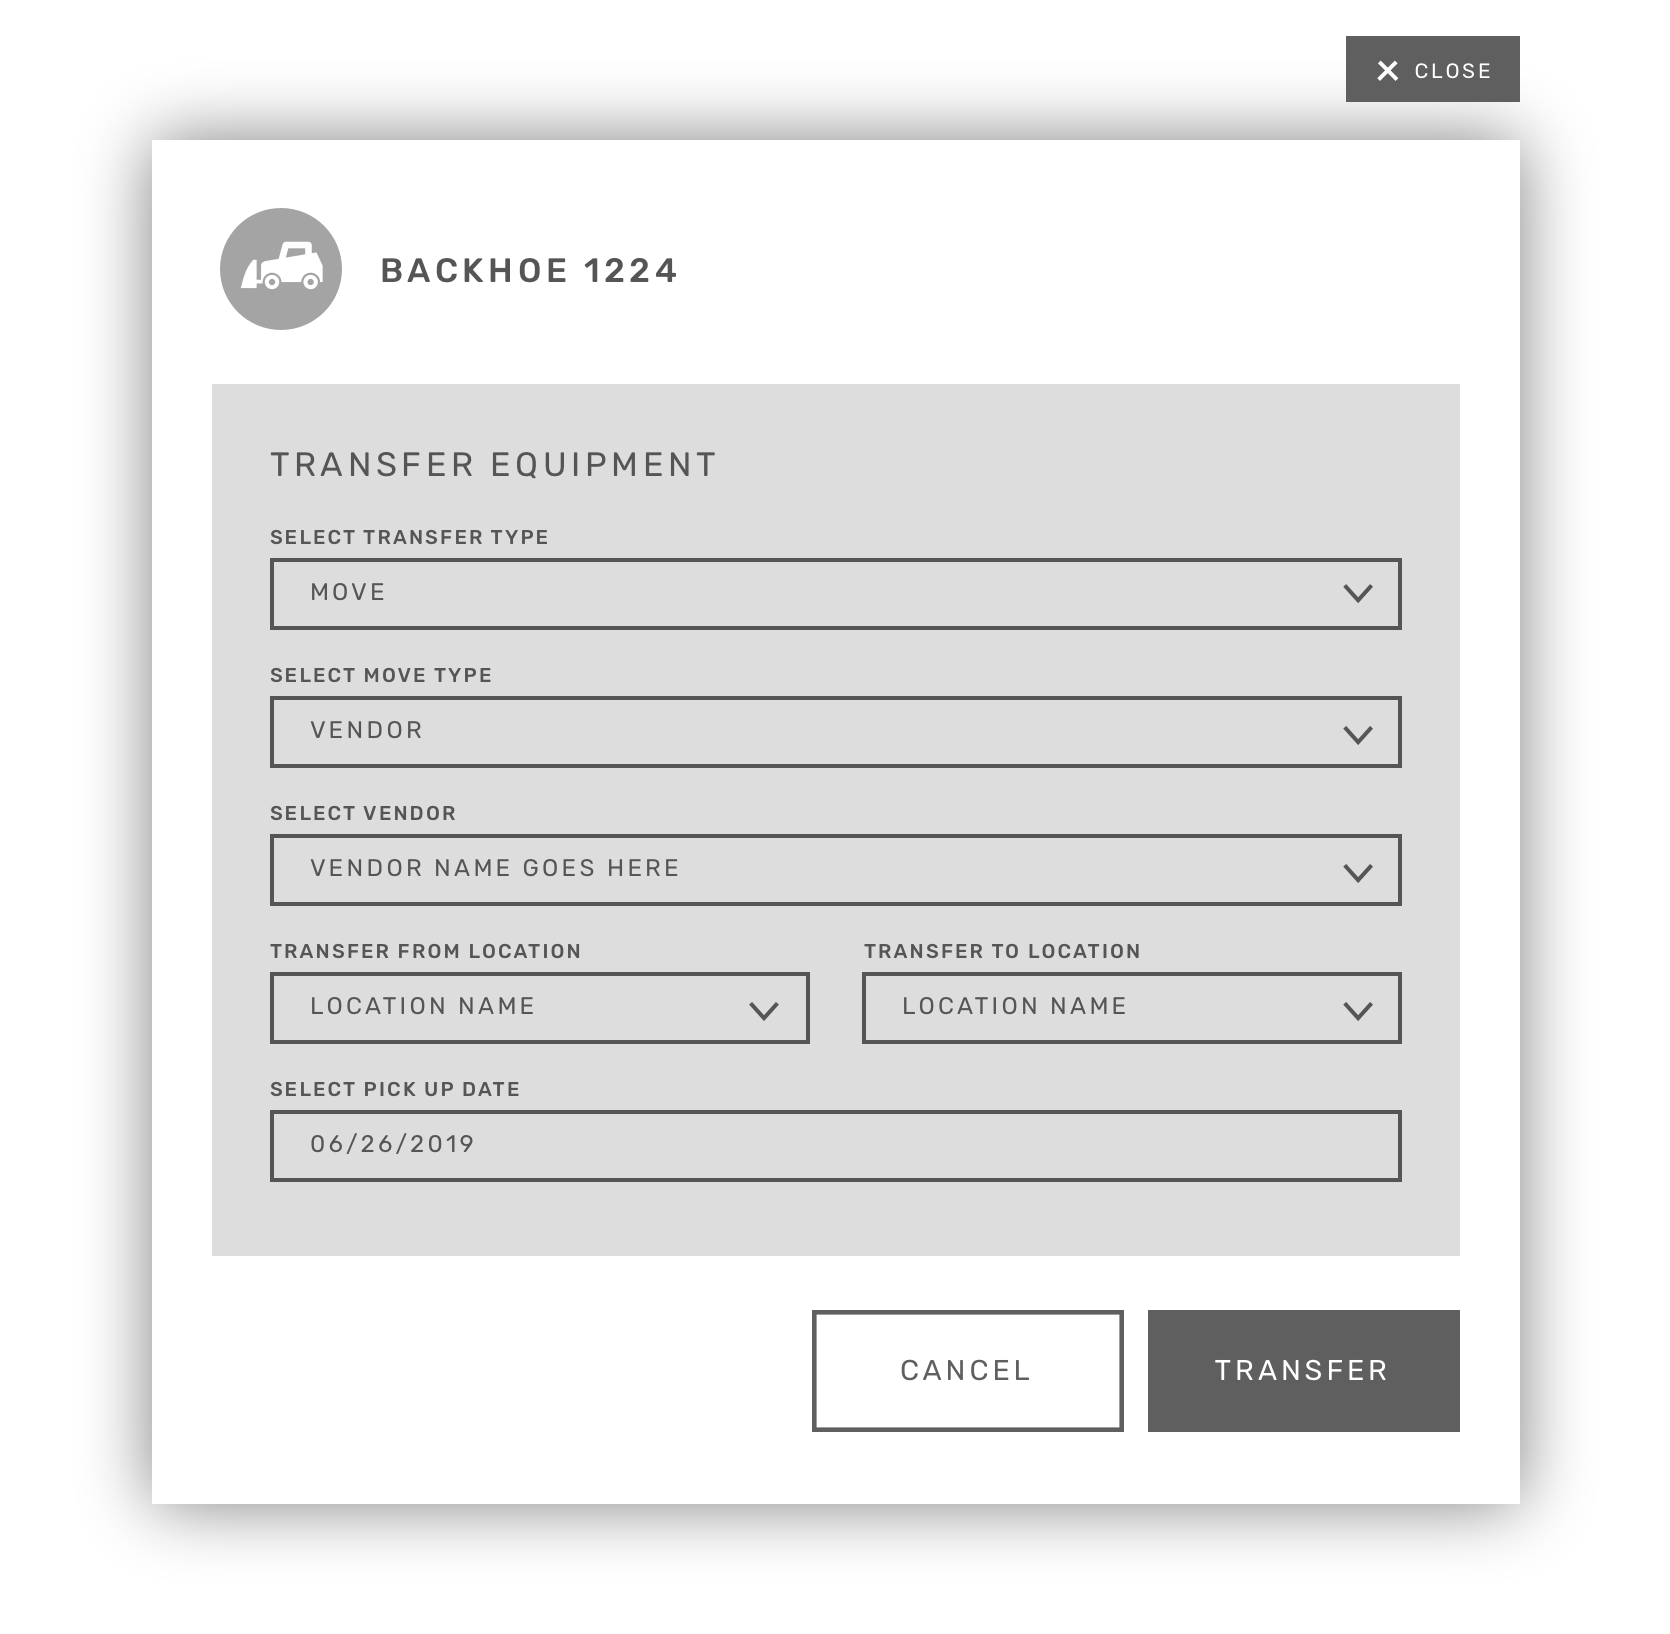 CLOSE
BACKHOE 1224
TRANSFER EQUIPMENT
SELECT TRANSFER TYPE
MOVE
SELECT MOVE TYPE
VENDOR
SELECT VENDOR
VENDOR NAME GOES HERE
TRANSFER FROM LOCATION
LOCATION NAME
TRANSFER TO LOCATION
LOCATION NAME
SELECT PICK UP DATE
06/26/2019
CANCEL
TRANSFER